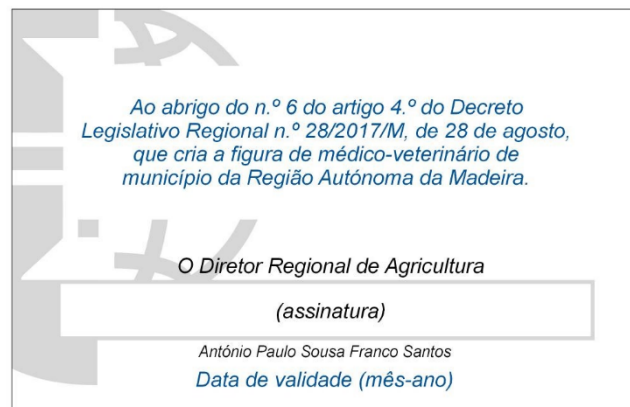 Ao abrigo do n.º 6 do artigo 4.º do Decreto
Legislativo Regional n.º 28/2017/M, de 28 de agosto,
que cria a figura de médico-veterinário de
município da Região Autónoma da Madeira.
O Diretor Regional de Agricultura
(assinatura)
António Paulo Sousa Franco Santos
Data de validade (mês-ano)